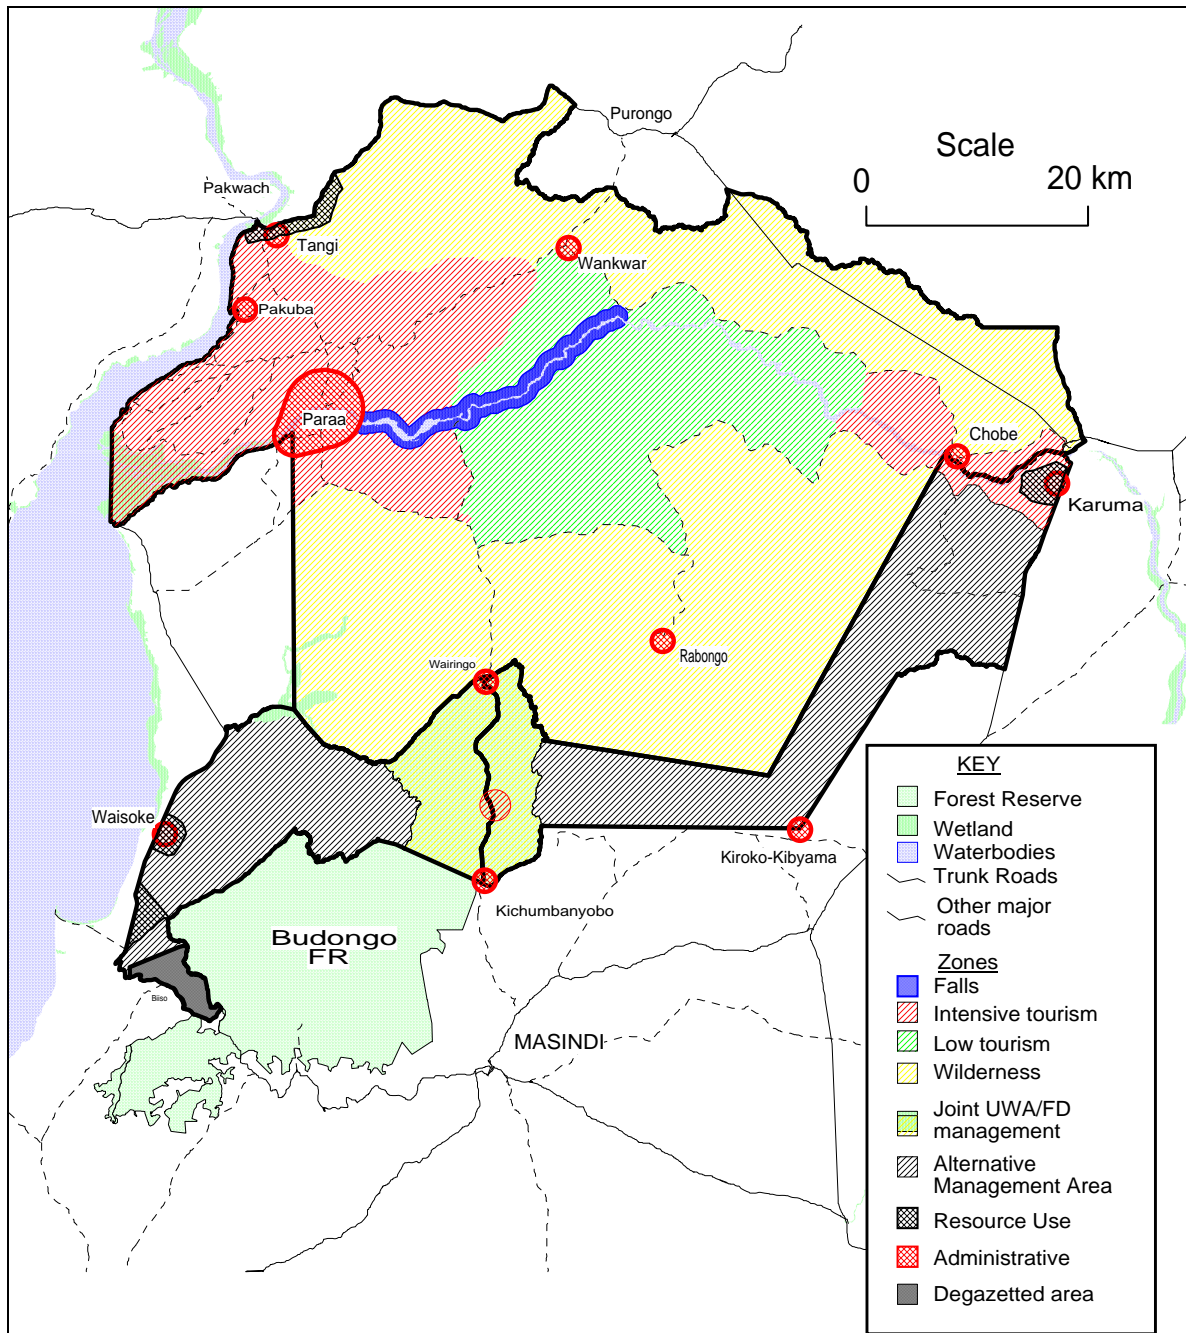 Purongo
Scale
0
20 km
Pakwach
Tangi
Wankwar
Pakuba
Paraa
Chobe
Karuma
Rabongo
Wairingo
Waisoke
Kiroko-Kibyama
Kichumbanyobo
Budongo
FR
Biiso
MASINDI
KEY
Forest Reserve
Wetland
Waterbodies
Trunk Roads
Other major
roads
Zones
Falls
Intensive tourism
Low tourism
Wilderness
Joint UWA/FD
management
Alternative
Management Area
Resource Use
Administrative
Degazetted area